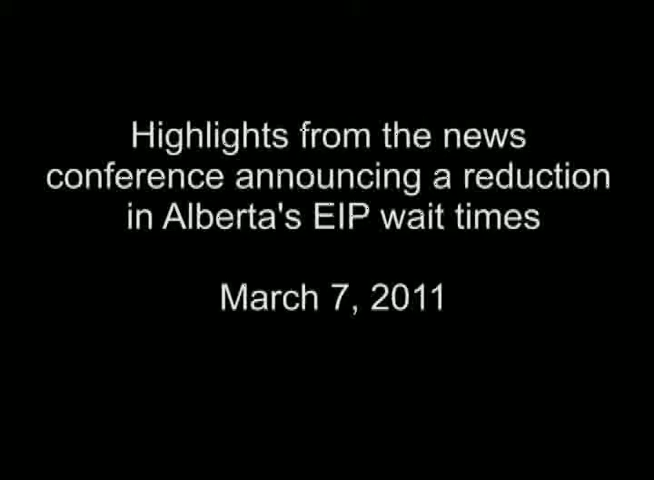 Highlights from the news
conference announcing a reduction
in Alberta's EIP wait times
March 7, 2011